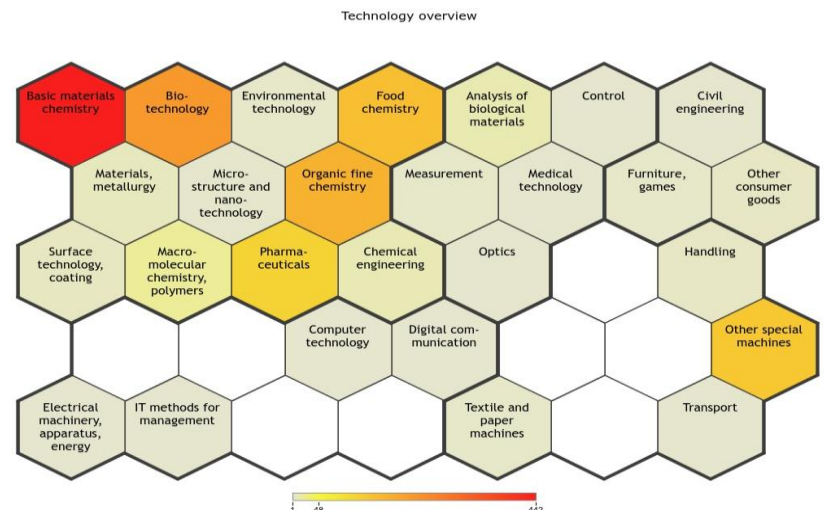 Technology overview
Basic materials
chemistry
Bio-
technology
Environmental
technology
Food
chemistry
Analysis of
biological
materials
Control
Civil
engineering
Materials,
metallurgy
Micro-
structure and
nano-
technology
Organic fine
chemistry
Measurement
Medical
technology
Furniture,
games
Other
consumer
goods
Surface
technology,
coating
Macro-
molecular
chemistry,
polymers
Pharma-
ceuticals
Chemical
engineering
Optics
Handling
Computer
technology
Digital com-
munication
Other special
machines
Electrical
machinery,
apparatus,
energy
IT methods for
management
Textile and
paper
machines
Transport